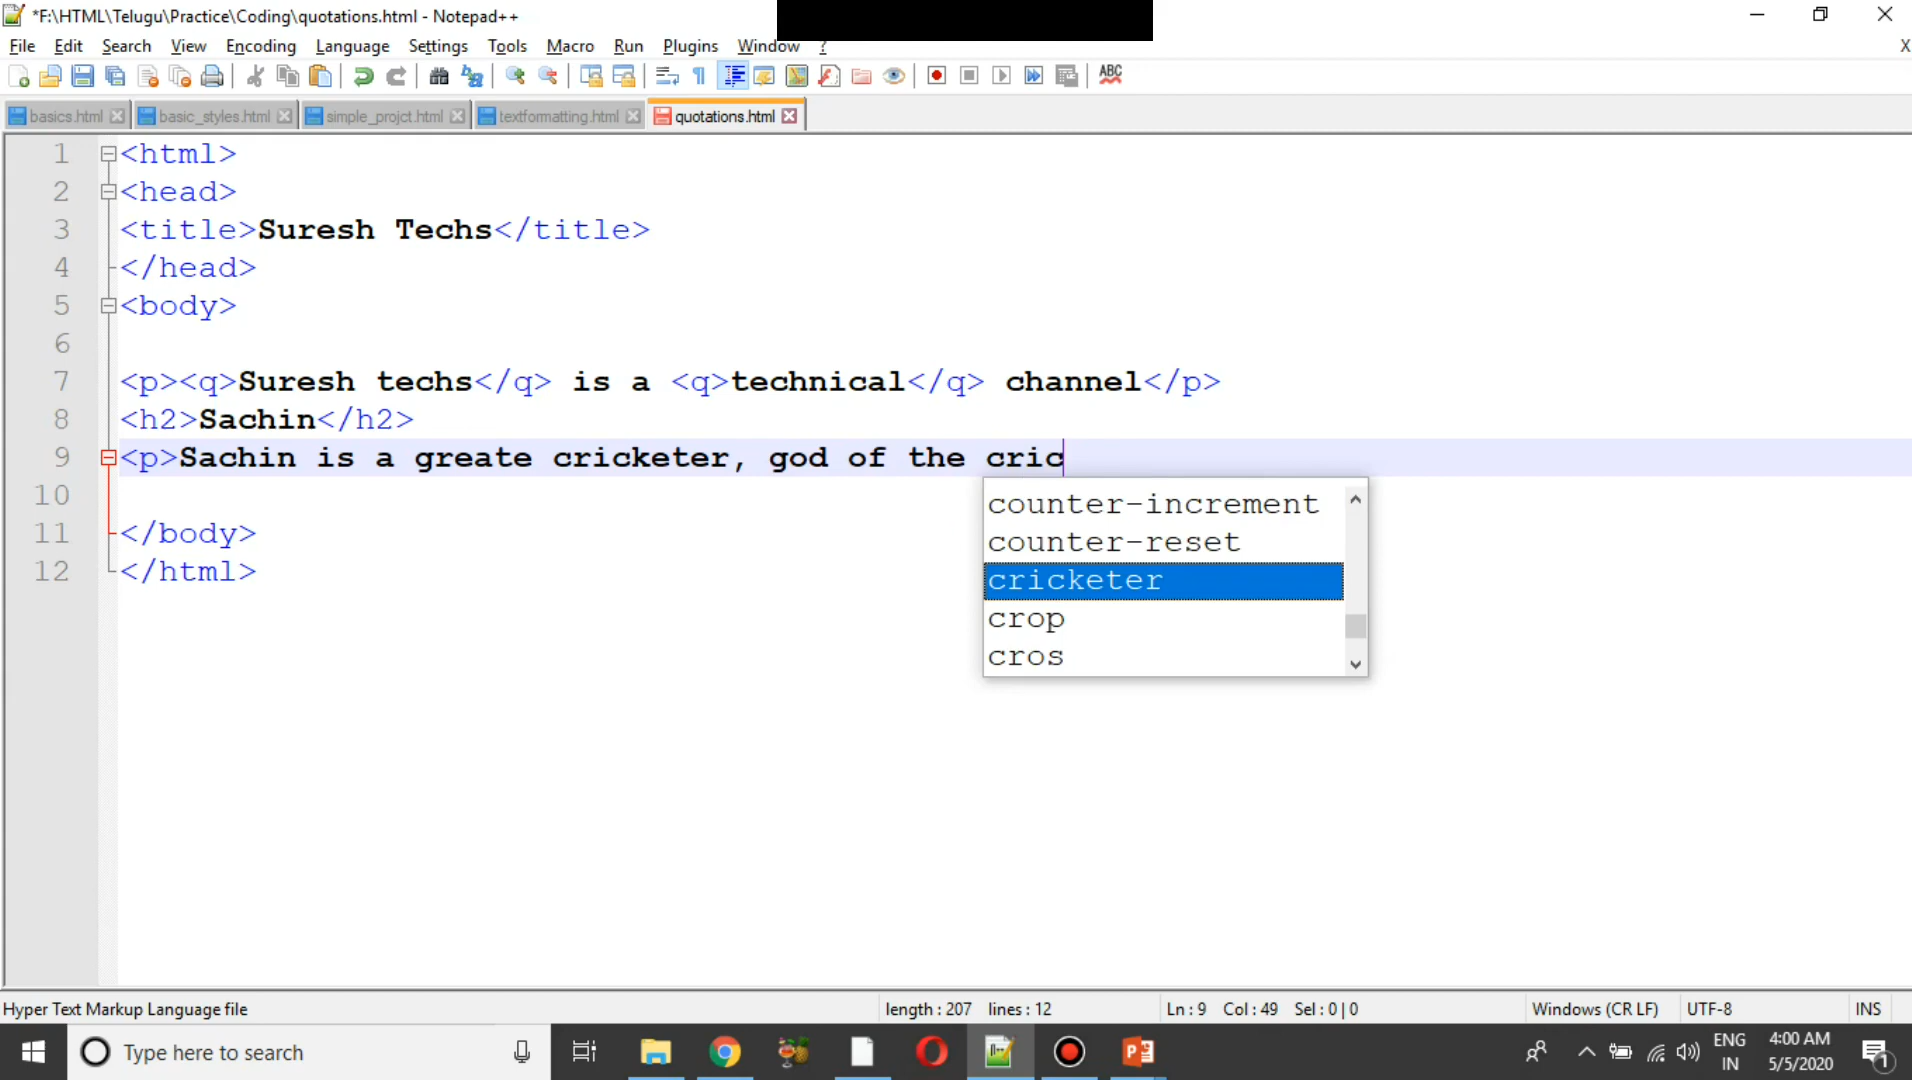 *F:\HTML\Telugu\Practice\Coding\quotations.html - Notepad++
File Edit Search View Encoding Language Settings Tools Macro Run Plugins Window ? X
ABC
basics.html basic_styles.html simple_projct.html textformatting.html quotations.html
1 <html>
2 <head>
3 <title>Suresh Techs</title>
4 </head>
5 <body>
6
7 <p><q>Suresh techs</q> is a <q>technical</q> channel</p>
8 <h2>Sachin</h2>
9 <p>Sachin is a greate cricketer, god of the cric
10
11 </body>
12 </html>
counter-increment
counter-reset
cricketer
crop
cros
Hyper Text Markup Language file length : 207 lines : 12 Ln : 9 Col : 49 Sel : 0 | 0 Windows (CR LF) UTF-8 INS
Type here to search
ENG
IN
4:00 AM
5/5/2020
1